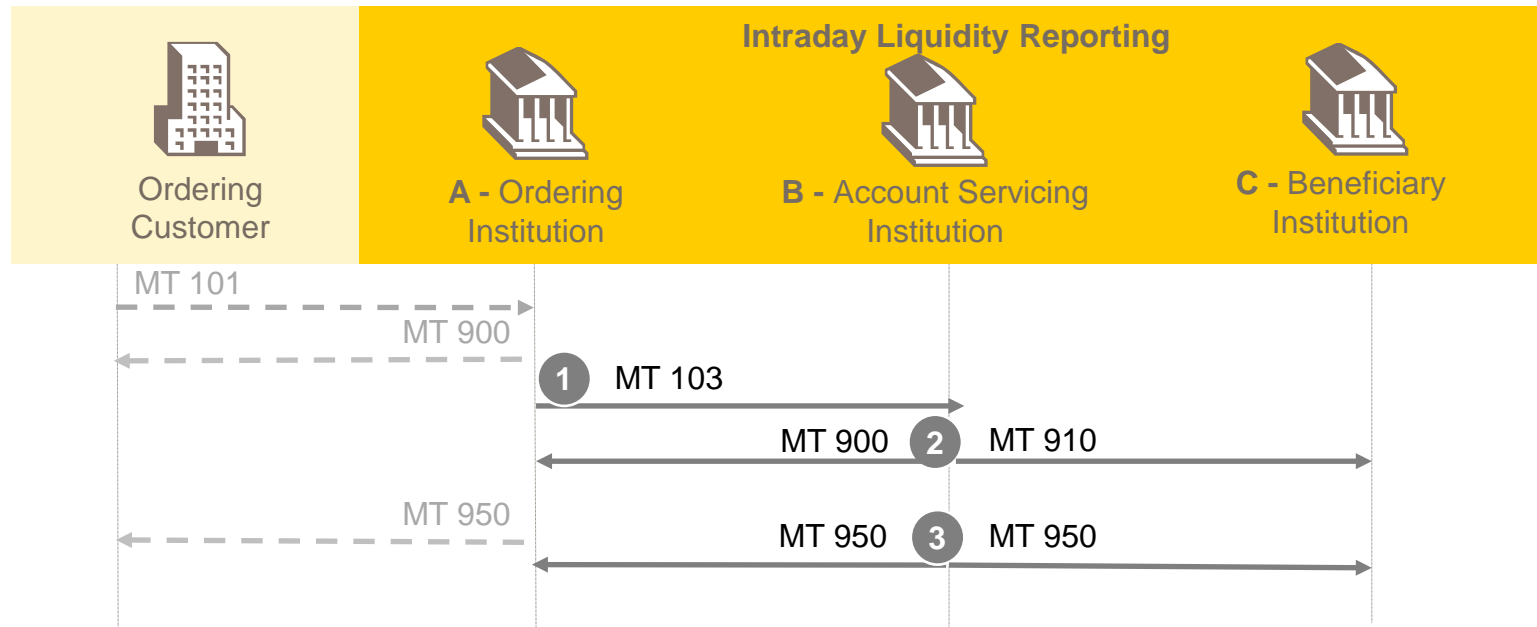 Intraday Liquidity Reporting
Ordering
Customer
A - Ordering
Institution
B - Account Servicing
Institution
C - Beneficiary
Institution
MT 101
MT 900
1 MT 103
MT 900 2 MT 910
MT 950
MT 950 3 MT 950